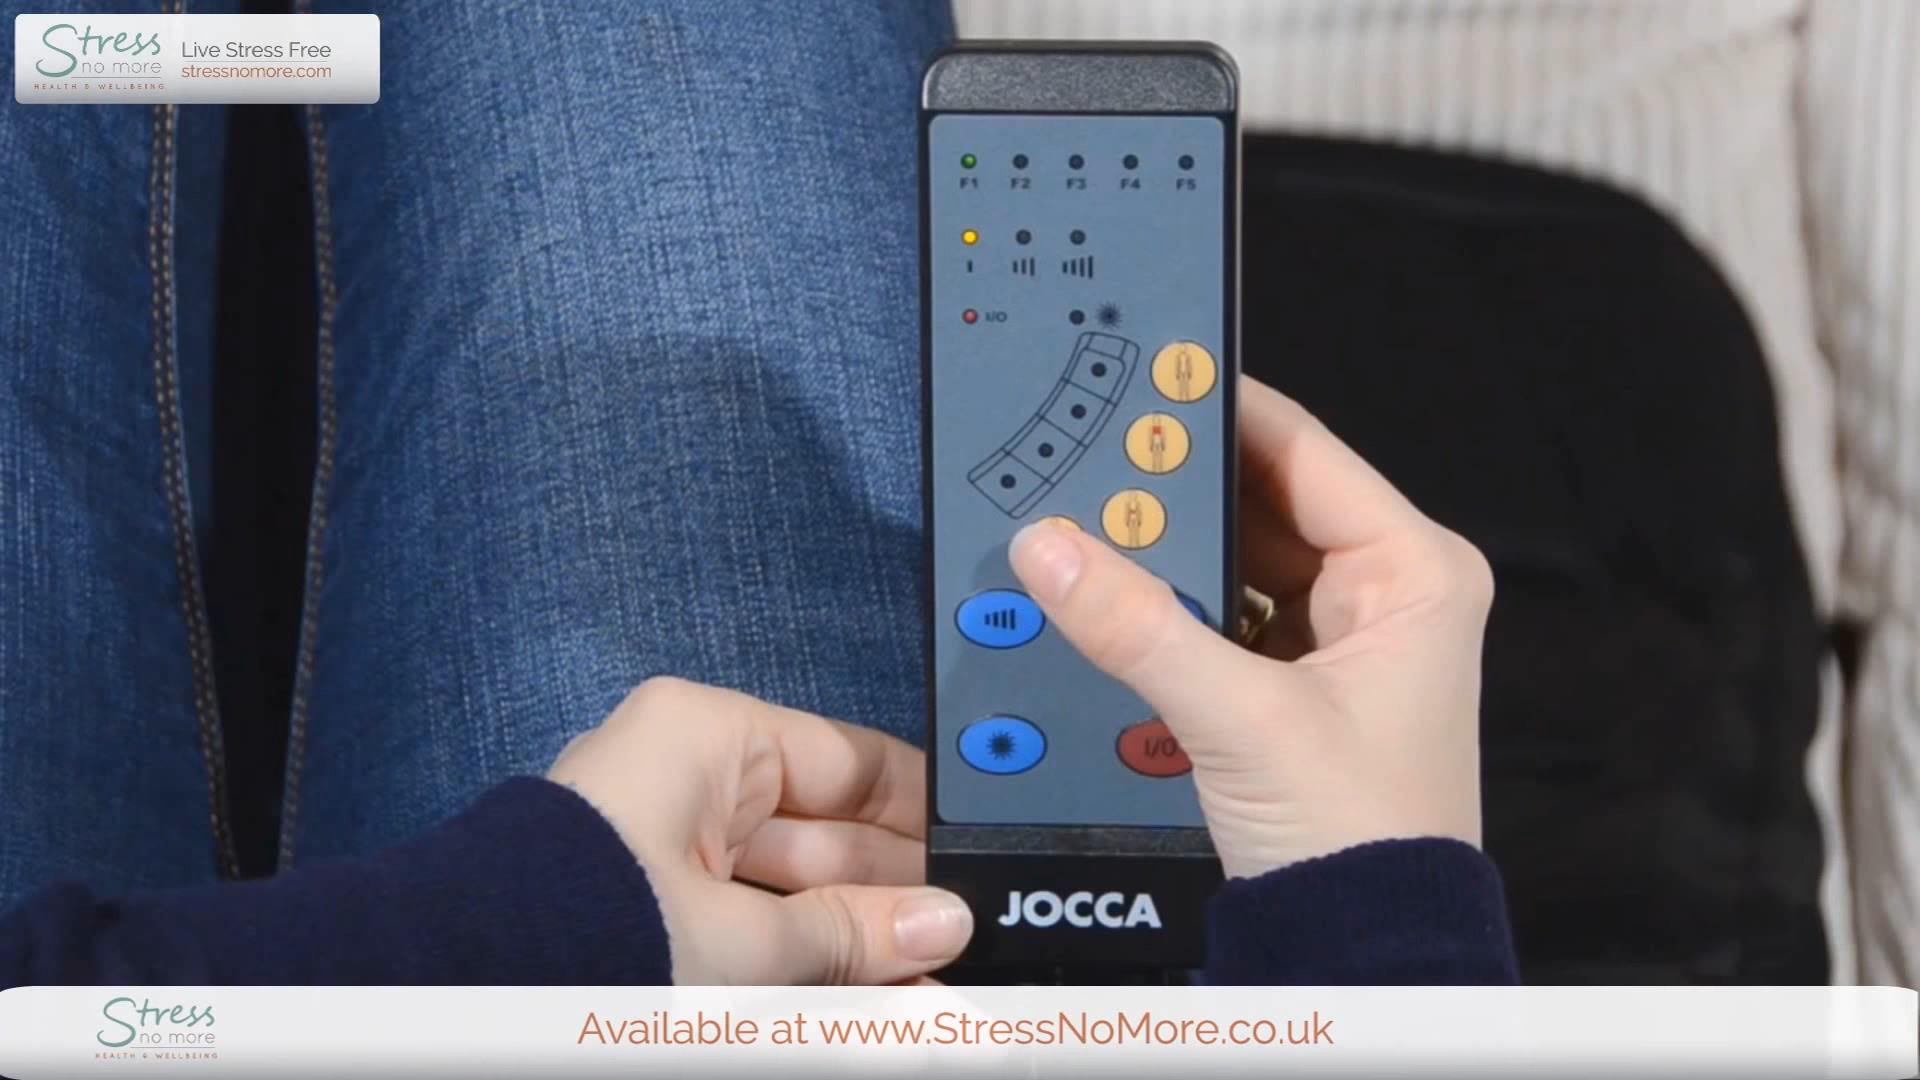 Stress
no more
HEALTH & WELLBEING
Live Stress Free
stressnomore.com
F1 F2 F3 F4 F5
I/O
I/O
JOCCA
Stress
no more
HEALTH & WELLBEING
Available at www.StressNoMore.co.uk